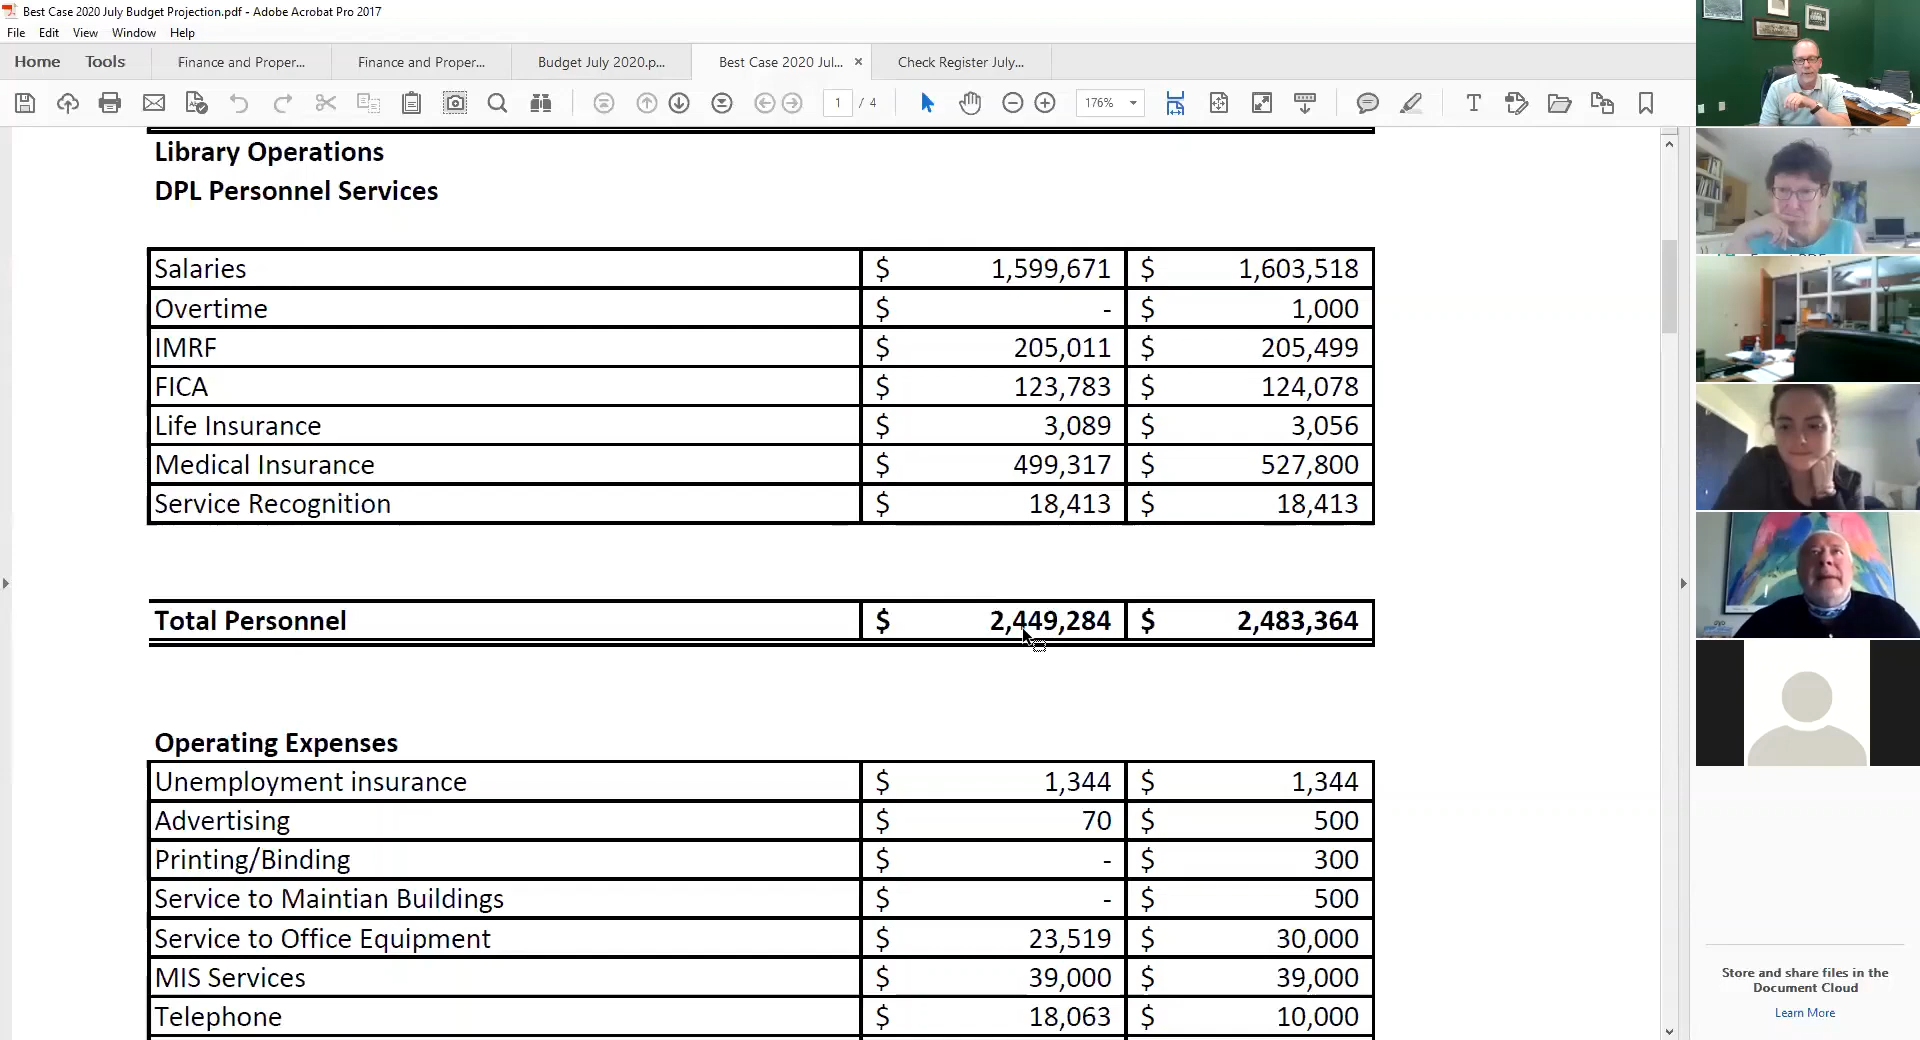 Best Case 2020 July Budget Projection.pdf - Adobe Acrobat Pro 2017
File Edit View Window Help
Home Tools Finance and Proper... Finance and Proper... Budget July 2020.p... Best Case 2020 Jul... × Check Register July...
1 / 4 176%
Library Operations
DPL Personnel Services
Salaries $ 1,599,671 $ 1,603,518
Overtime $ - $ 1,000
IMRF $ 205,011 $ 205,499
FICA $ 123,783 $ 124,078
Life Insurance $ 3,089 $ 3,056
Medical Insurance $ 499,317 $ 527,800
Service Recognition $ 18,413 $ 18,413
Total Personnel $ 2,449,284 $ 2,483,364
Operating Expenses
Unemployment insurance $ 1,344 $ 1,344
Advertising $ 70 $ 500
Printing/Binding $ - $ 300
Service to Maintian Buildings $ - $ 500
Service to Office Equipment $ 23,519 $ 30,000
MIS Services $ 39,000 $ 39,000
Telephone $ 18,063 $ 10,000
Store and share files in the
Document Cloud
Learn More